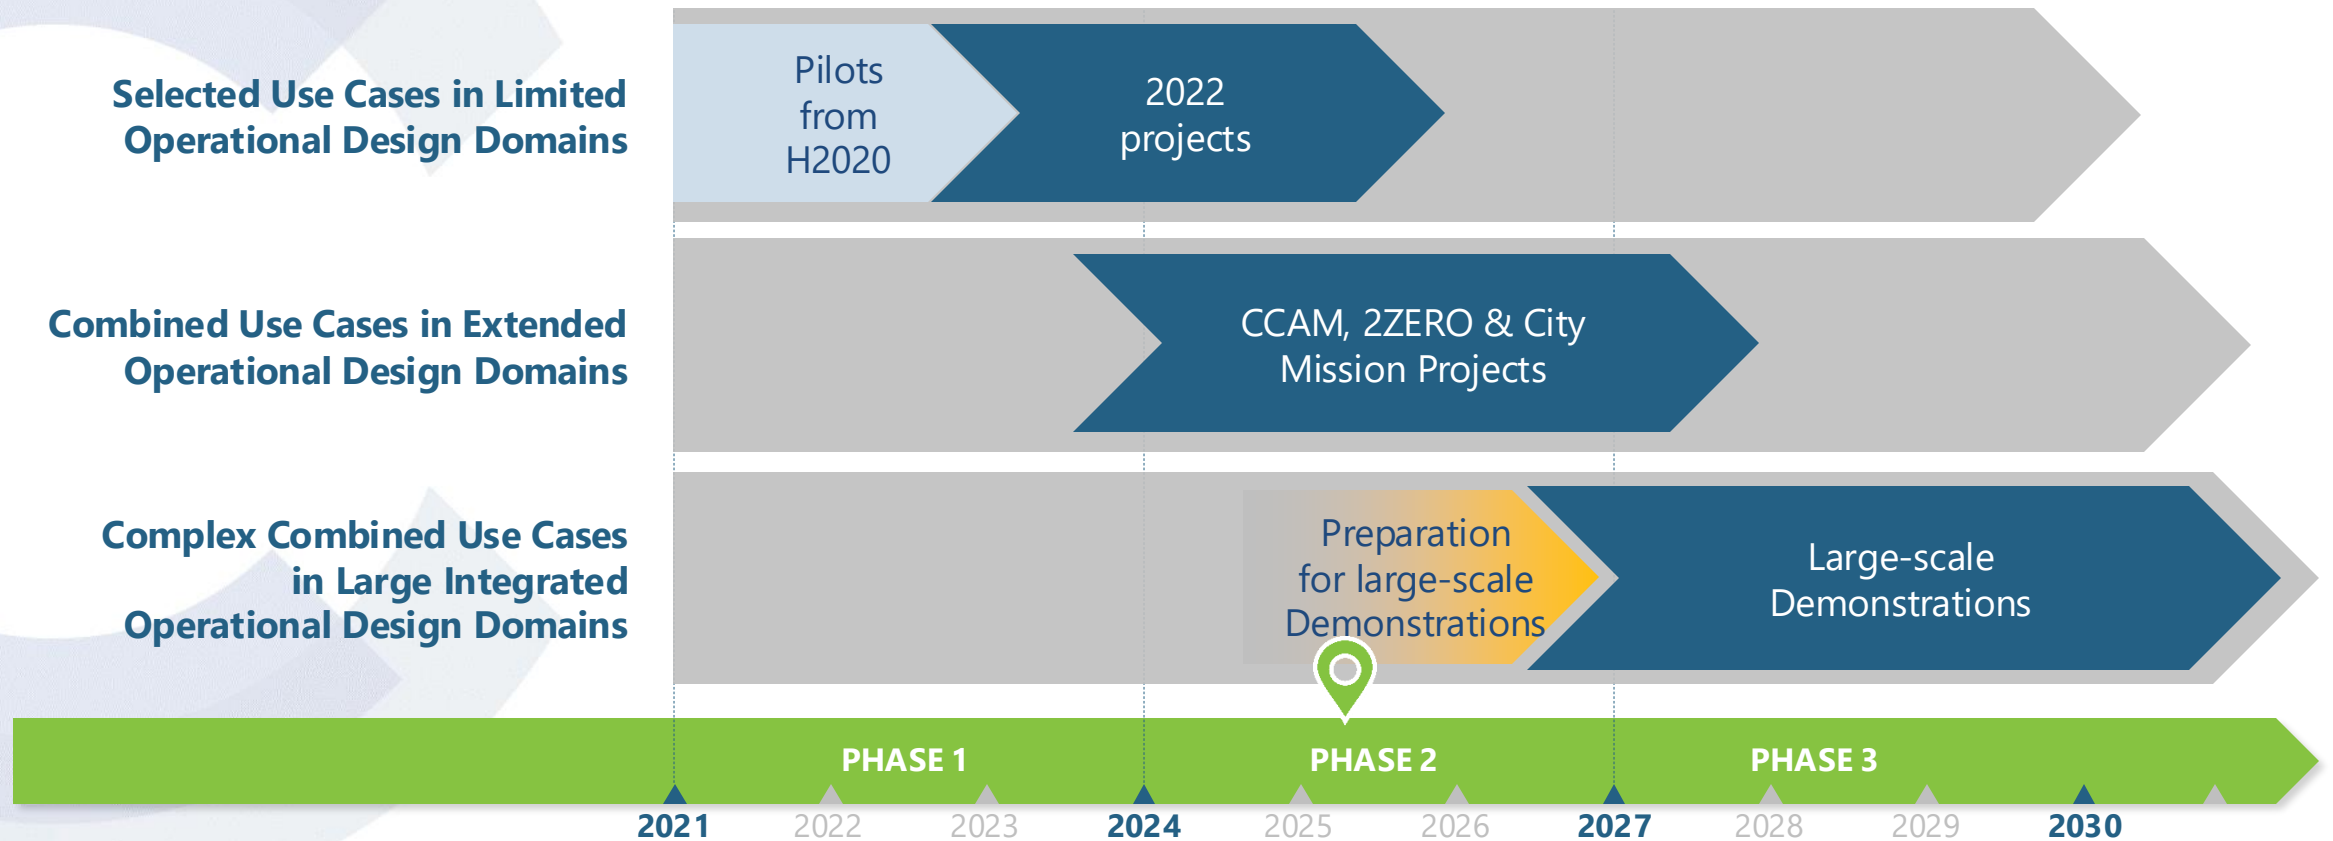 Selected Use Cases in Limited
Operational Design Domains
Pilots
from
H2020
2022
projects
Combined Use Cases in Extended
Operational Design Domains
CCAM, 2ZERO & City
Mission Projects
Complex Combined Use Cases
in Large Integrated
Operational Design Domains
Preparation
for large-scale
Demonstrations
Large-scale
Demonstrations
PHASE 1
PHASE 2
PHASE 3
2021
2022
2023
2024
2025
2026
2027
2028
2029
2030